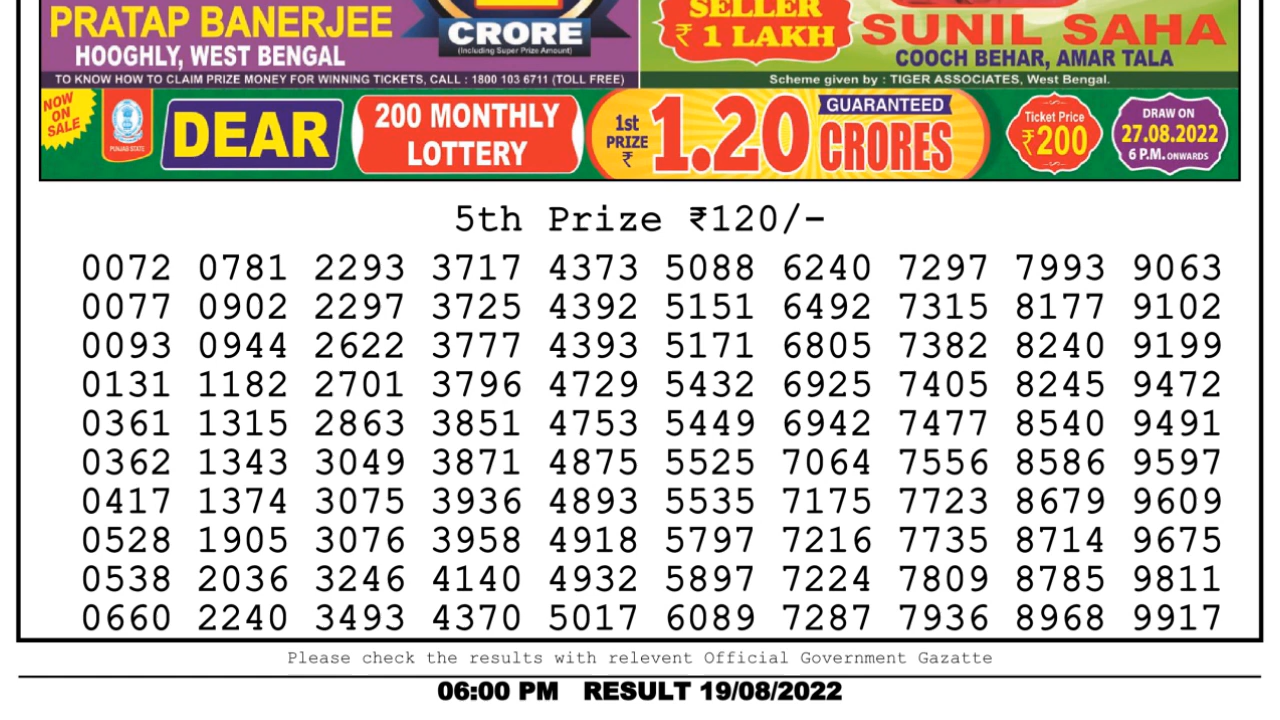 PRATAP BANERJEE
HOOGHLY, WEST BENGAL
CRORE
(Including Super Prize Amount)
SELLER
₹ 1 LAKH
SUNIL SAHA
COOCH BEHAR, AMAR TALA
TO KNOW HOW TO CLAIM PRIZE MONEY FOR WINNING TICKETS, CALL : 1800 103 6711 (TOLL FREE)
Scheme given by : TIGER ASSOCIATES, West Bengal.
NOW
ON
SALE
PUNJAB STATE
DEAR
200 MONTHLY
LOTTERY
1st
PRIZE
₹
1.20
GUARANTEED
CRORES
Ticket Price
₹200
DRAW ON
27.08.2022
6 P.M. ONWARDS
5th Prize ₹120/-
0072 0781 2293 3717 4373 5088 6240 7297 7993 9063
0077 0902 2297 3725 4392 5151 6492 7315 8177 9102
0093 0944 2622 3777 4393 5171 6805 7382 8240 9199
0131 1182 2701 3796 4729 5432 6925 7405 8245 9472
0361 1315 2863 3851 4753 5449 6942 7477 8540 9491
0362 1343 3049 3871 4875 5525 7064 7556 8586 9597
0417 1374 3075 3936 4893 5535 7175 7723 8679 9609
0528 1905 3076 3958 4918 5797 7216 7735 8714 9675
0538 2036 3246 4140 4932 5897 7224 7809 8785 9811
0660 2240 3493 4370 5017 6089 7287 7936 8968 9917
Please check the results with relevent Official Government Gazatte
06:00 PM RESULT 19/08/2022